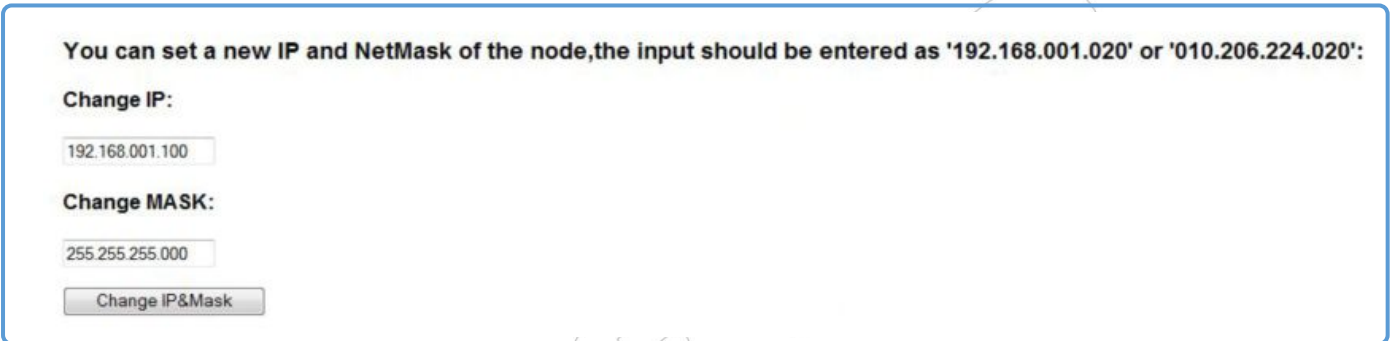 You can set a new IP and NetMask of the node,the input should be entered as '192.168.001.020' or '010.206.224.020':
Change IP:
192.168.001.100
Change MASK:
255.255.255.000
Change IP&Mask